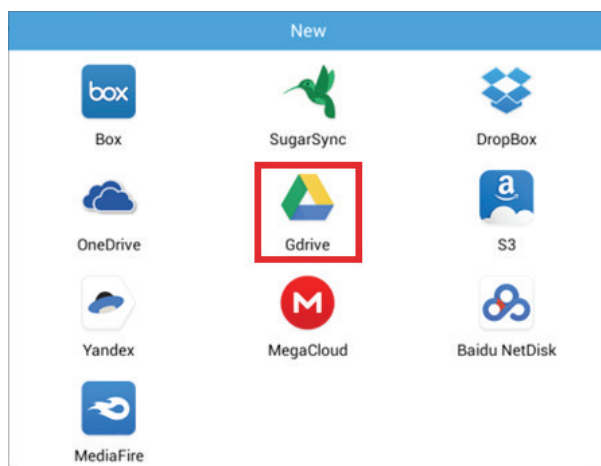 New
box
Box
SugarSync
DropBox
OneDrive
Gdrive
a
S3
Yandex
M
MegaCloud
Baidu NetDisk
MediaFire